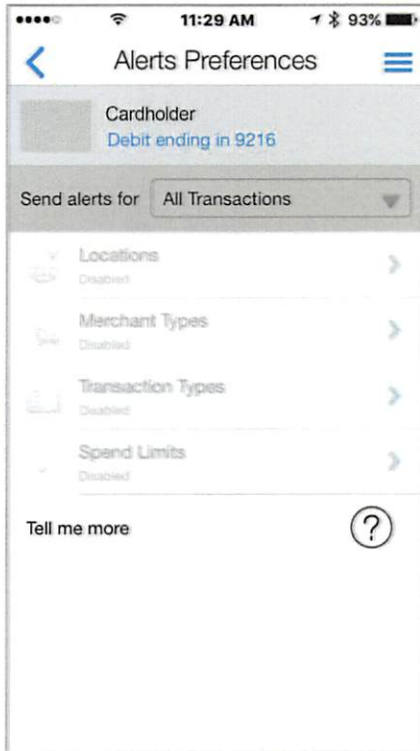 11:29 AM 93%
Alerts Preferences
Cardholder
Debit ending in 9216
Send alerts for All Transactions
Locations
Disabled
Merchant Types
Disabled
Transaction Types
Disabled
Spend Limits
Disabled
Tell me more ?